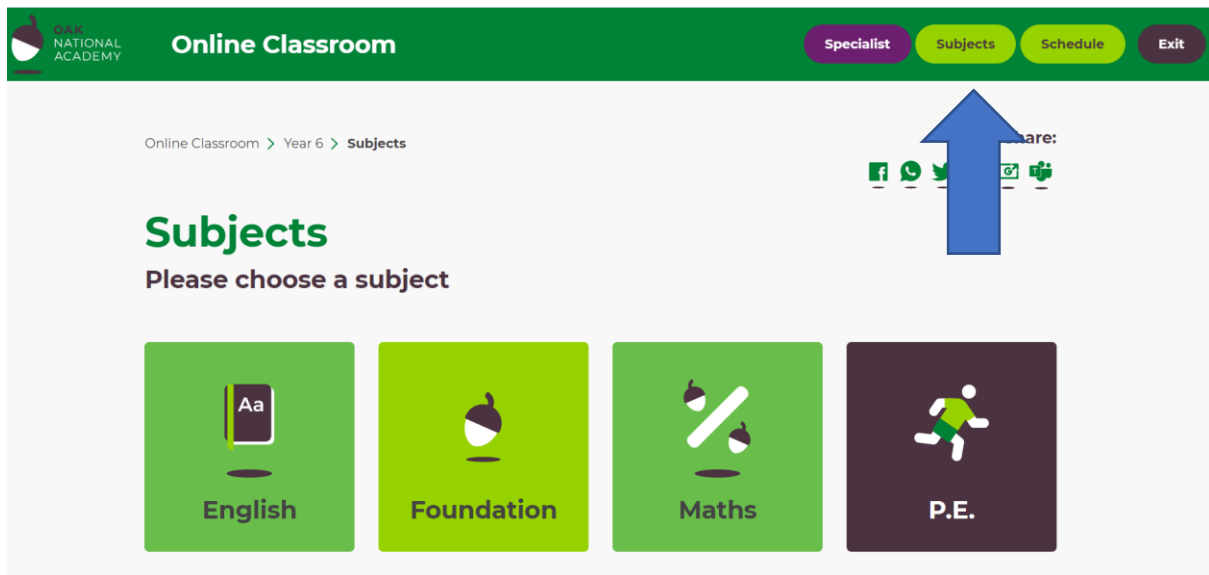 OAK
NATIONAL
ACADEMY
Online Classroom
Specialist
Subjects
Schedule
Exit
Online Classroom > Year 6 > Subjects
hare:
Subjects
Please choose a subject
Aa
English
Foundation
Maths
P.E.